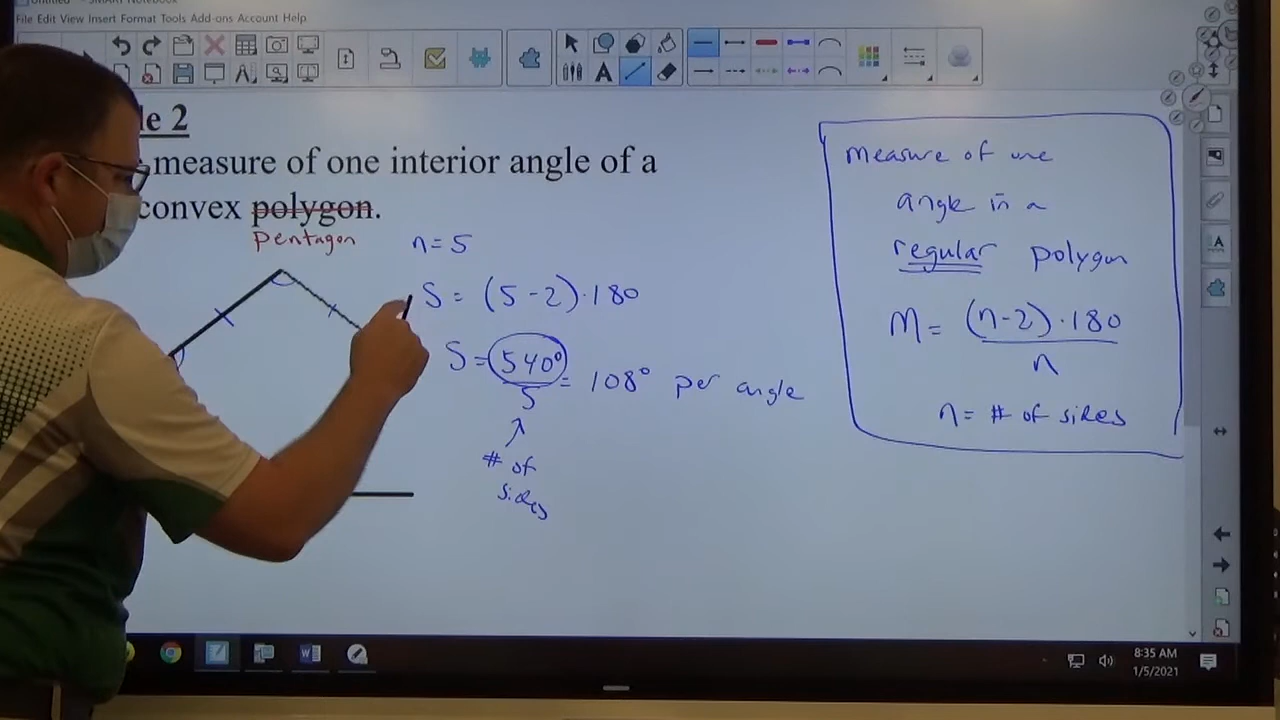 File Edit View Insert Format Tools Add-ons Account Help
le 2
measure of one interior angle of a
convex polygon.
pentagon
n=5
S = (5-2)·180
S = 540°
5
= 108° per angle
# of
sides
measure of one
angle in a
regular polygon
M = (n-2)·180
n
n = # of sides
8:35 AM
1/5/2021